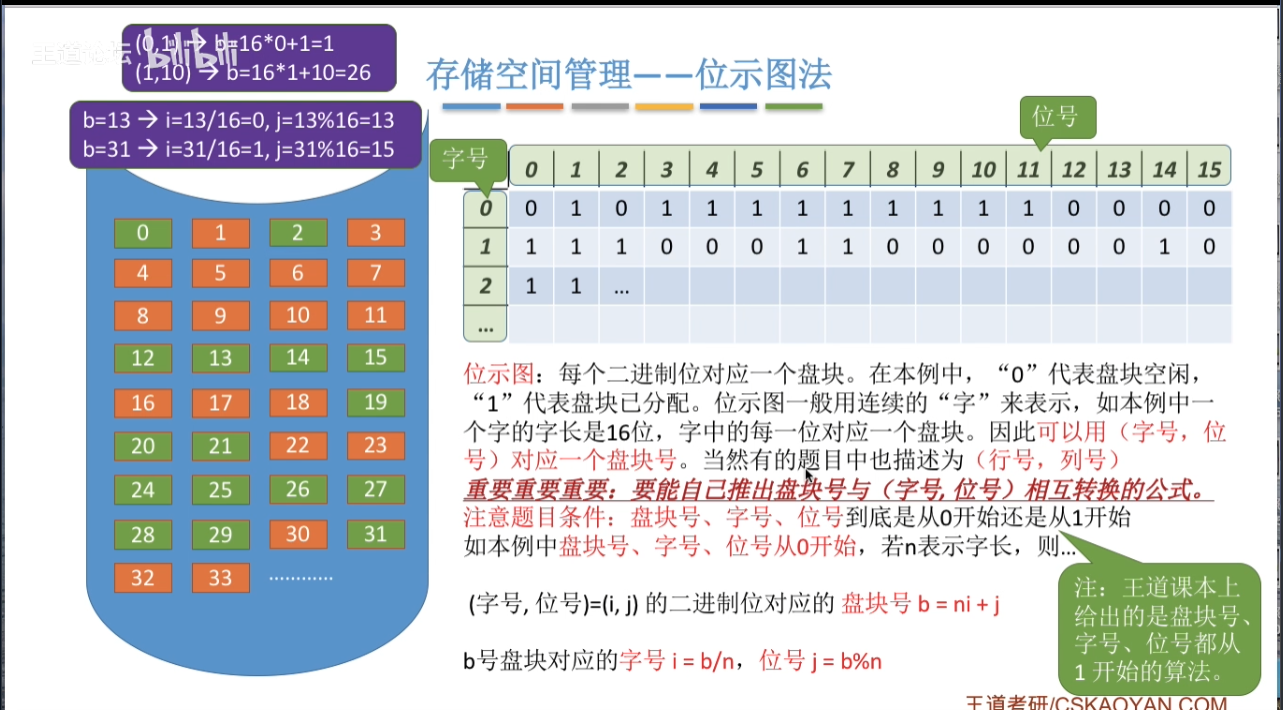 王道论坛 bilibili
(0,1) → b=16*0+1=1
(1,10) → b=16*1+10=26
b=13 → i=13/16=0, j=13%16=13
b=31 → i=31/16=1, j=31%16=15
存储空间管理——位示图法
位号
字号
0 1 2 3 4 5 6 7 8 9 10 11 12 13 14 15
0 0 1 0 1 1 1 1 1 1 1 1 1 0 0 0 0
1 1 1 1 0 0 0 1 1 0 0 0 0 0 0 1 0
2 1 1 ...
...
0 1 2 3
4 5 6 7
8 9 10 11
12 13 14 15
16 17 18 19
20 21 22 23
24 25 26 27
28 29 30 31
32 33 …………
位示图：每个二进制位对应一个盘块。在本例中，“0”代表盘块空闲，
“1”代表盘块已分配。位示图一般用连续的“字”来表示，如本例中一
个字的字长是16位，字中的每一位对应一个盘块。因此可以用（字号，位
号）对应一个盘块号。当然有的题目中也描述为（行号，列号）
重要重要重要：要能自己推出盘块号与（字号, 位号）相互转换的公式。
注意题目条件：盘块号、字号、位号到底是从0开始还是从1开始
如本例中盘块号、字号、位号从0开始，若n表示字长，则...
(字号, 位号)=(i, j) 的二进制位对应的 盘块号 b = ni + j
b号盘块对应的字号 i = b/n，位号 j = b%n
注：王道课本上
给出的是盘块号、
字号、位号都从
1 开始的算法。
王道考研/CSKAOYAN.COM